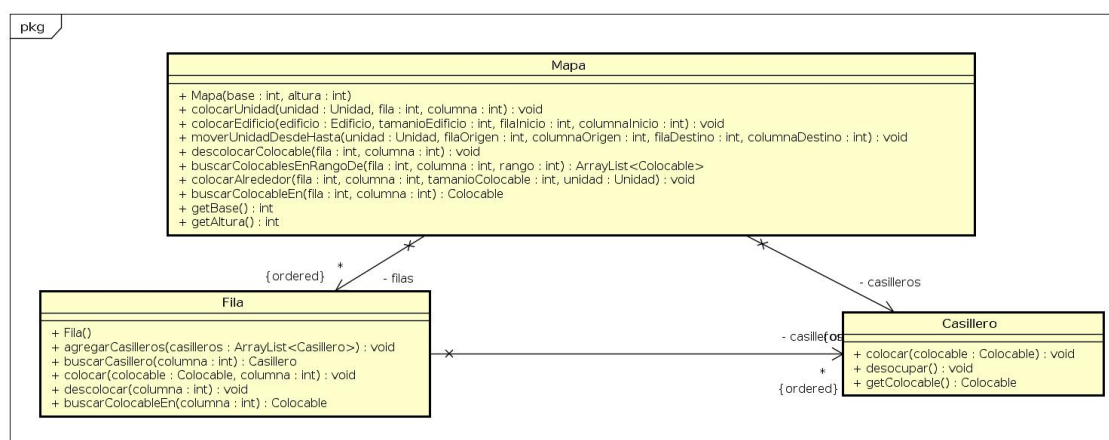 pkg
Mapa
+ Mapa(base : int, altura : int)
+ colocarUnidad(unidad : Unidad, fila : int, columna : int) : void
+ colocarEdificio(edificio : Edificio, tamanioEdificio : int, filaInicio : int, columnaInicio : int) : void
+ moverUnidadDesdeHasta(unidad : Unidad, filaOrigen : int, columnaOrigen : int, filaDestino : int, columnaDestino : int) : void
+ descolocarColocable(fila : int, columna : int) : void
+ buscarColocablesEnRangoDe(fila : int, columna : int, rango : int) : ArrayList<Colocable>
+ colocarAlrededor(fila : int, columna : int, tamanioColocable : int, unidad : Unidad) : void
+ buscarColocableEn(fila : int, columna : int) : Colocable
+ getBase() : int
+ getAltura() : int
*
{ordered}
- filas
- casilleros
Fila
+ Fila()
+ agregarCasilleros(casilleros : ArrayList<Casillero>) : void
+ buscarCasillero(columna : int) : Casillero
+ colocar(colocable : Colocable, columna : int) : void
+ descolocar(columna : int) : void
+ buscarColocableEn(columna : int) : Colocable
- casilleros
*
{ordered}
Casillero
+ colocar(colocable : Colocable) : void
+ desocupar() : void
+ getColocable() : Colocable